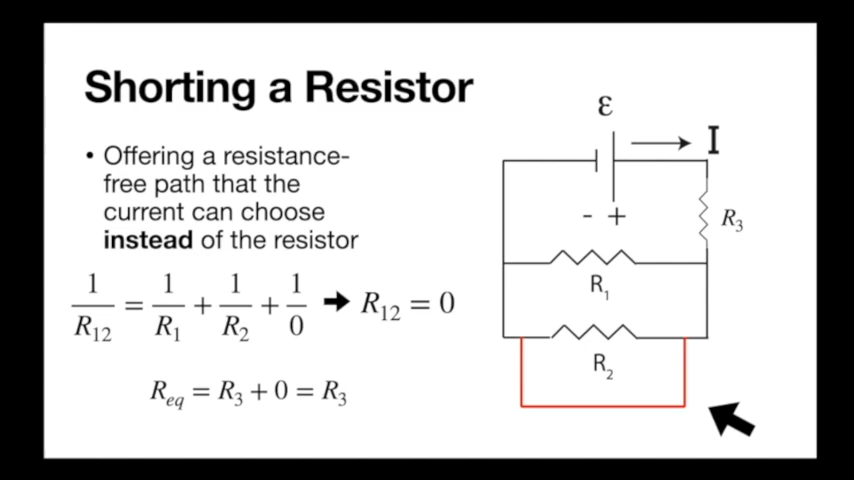 Shorting a Resistor
• Offering a resistance-
free path that the
current can choose
instead of the resistor
1/R₁₂ = 1/R₁ + 1/R₂ + 1/0 ➡ R₁₂ = 0
R_eq = R₃ + 0 = R₃
ε
I
- +
R₃
R₁
R₂